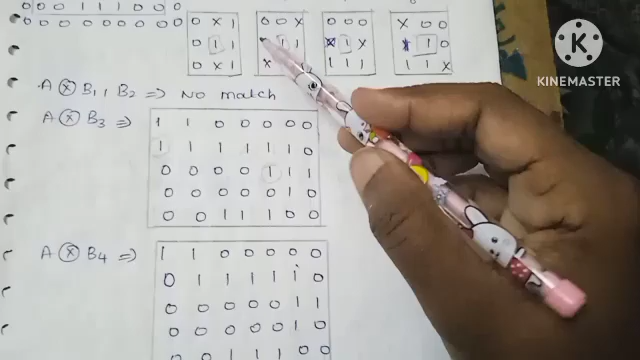 0 0 0 1 1 1 0 0 0
0 X 1
0 1 1
0 X 1
0 0 X
1 1
X
0 0 0
X 1 X
1 1 1
X 0 0
X 1 0
1 1 X
KINEMASTER
A ⊗ B1, B2 => No match
A ⊗ B3 =>
1 1 0 0 0 0 0
1 1 1 1 1 1 0
0 0 0 0 1 1 1
0 0 0 0 0 1 0
0 0 1 1 1 0 0
A ⊗ B4 =>
1 1 0 0 0 0 0
0 1 1 1 1 1 0
0 0 0 0 0 1 1
0 0 0 0 0 1 0
0 0 1 1 1 0 0